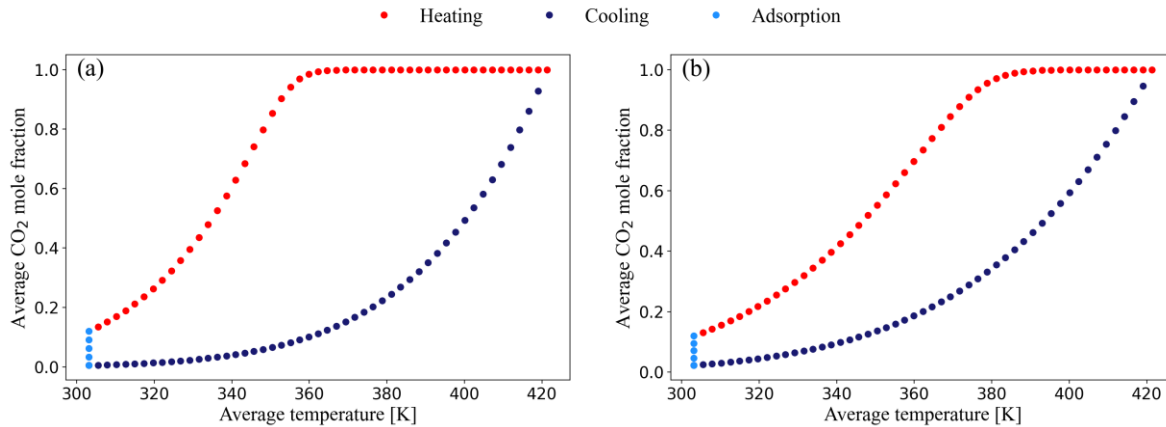 Heating Cooling Adsorption
(a)
1.0
0.8
0.6
0.4
0.2
0.0
Average CO₂ mole fraction
300 320 340 360 380 400 420
Average temperature [K]
(b)
1.0
0.8
0.6
0.4
0.2
0.0
Average CO₂ mole fraction
300 320 340 360 380 400 420
Average temperature [K]